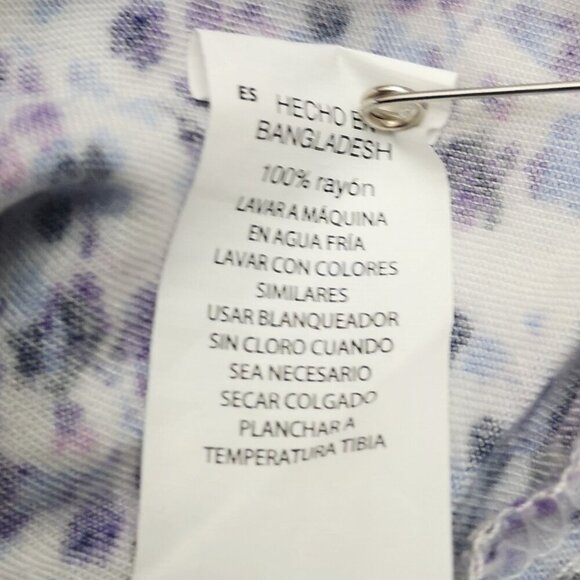 ES HECHO EN
BANGLADESH
100% rayón
LAVAR A MÁQUINA
EN AGUA FRÍA
LAVAR CON COLORES
SIMILARES
USAR BLANQUEADOR
SIN CLORO CUANDO
SEA NECESARIO
SECAR COLGADO
PLANCHAR A
TEMPERATURA TIBIA